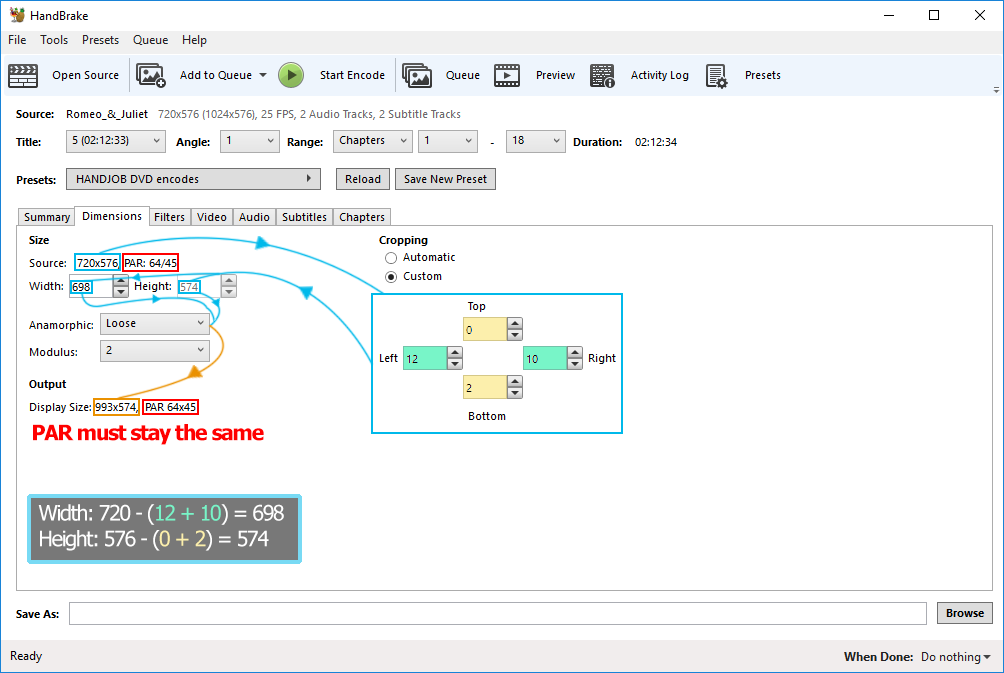 HandBrake
File Tools Presets Queue Help
Open Source Add to Queue Start Encode Queue Preview Activity Log Presets
Source: Romeo_&_Juliet 720x576 (1024x576), 25 FPS, 2 Audio Tracks, 2 Subtitle Tracks
Title: 5 (02:12:33) Angle: 1 Range: Chapters 1 - 18 Duration: 02:12:34
Presets: HANDJOB DVD encodes Reload Save New Preset
Summary Dimensions Filters Video Audio Subtitles Chapters
Size
Source: 720x576, PAR: 64/45
Width: 698 Height: 574
Anamorphic: Loose
Modulus: 2
Output
Display Size: 993x574, PAR 64x45
PAR must stay the same
Cropping
Automatic
Custom
Top
0
Left 12 10 Right
2
Bottom
Width: 720 - (12 + 10) = 698
Height: 576 - (0 + 2) = 574
Save As: Browse
Ready When Done: Do nothing